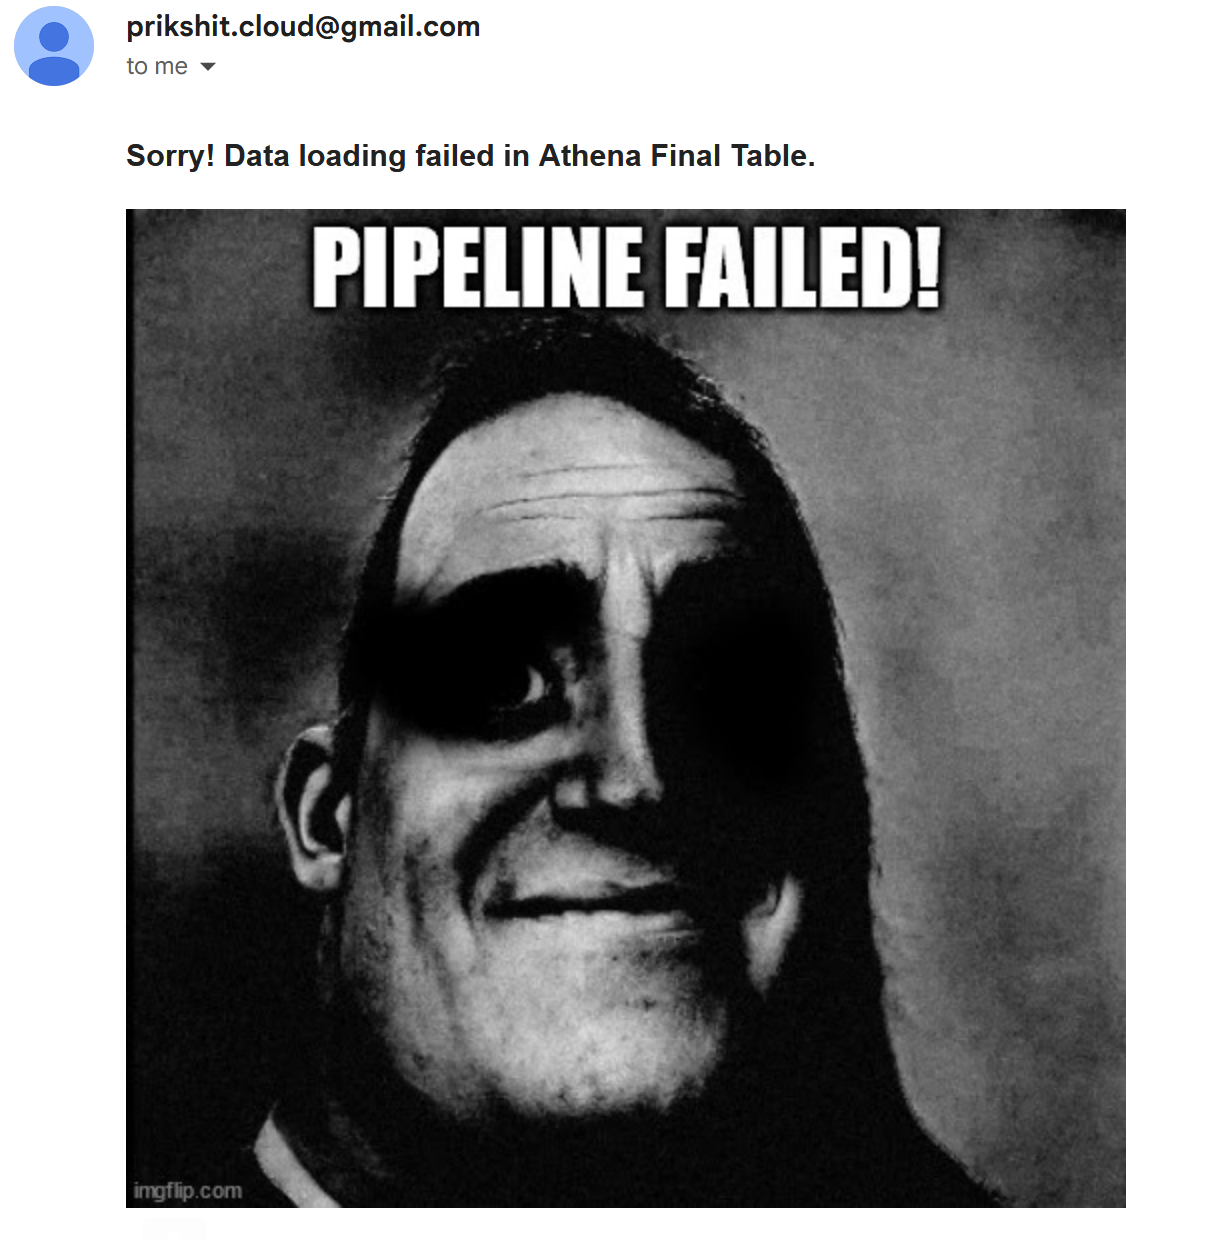 prikshit.cloud@gmail.com
to me
Sorry! Data loading failed in Athena Final Table.
PIPELINE FAILED!
imgflip.com